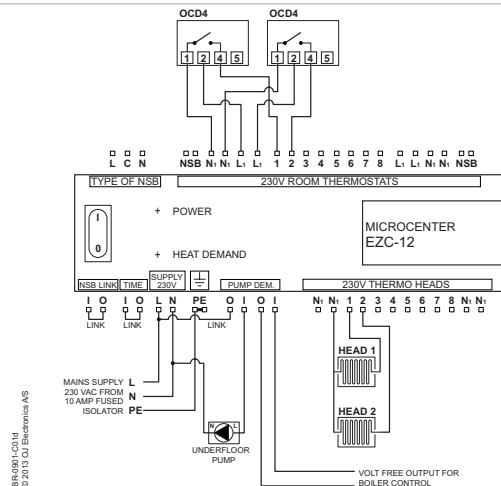 OCD4 OCD4
1 2 4 5 1 2 4 5
L C N NSB N1 N1 L1 L1 1 2 3 4 5 6 7 8 L1 L1 N1 N1 NSB
TYPE OF NSB 230V ROOM THERMOSTATS
I
0
+ POWER
+ HEAT DEMAND
MICROCENTER
EZC-12
NSB LINK TIME SUPPLY
230V PUMP DEM. 230V THERMO HEADS
I O I O L N PE O I O I N1 N1 1 2 3 4 5 6 7 8 N1 N1
LINK LINK LINK
HEAD 1
HEAD 2
MAINS SUPPLY L
230 VAC FROM N
10 AMP FUSED
ISOLATOR PE
N L
UNDERFLOOR
PUMP
VOLT FREE OUTPUT FOR
BOILER CONTROL
BR-0901-C01d
© 2013 OJ Electronics A/S